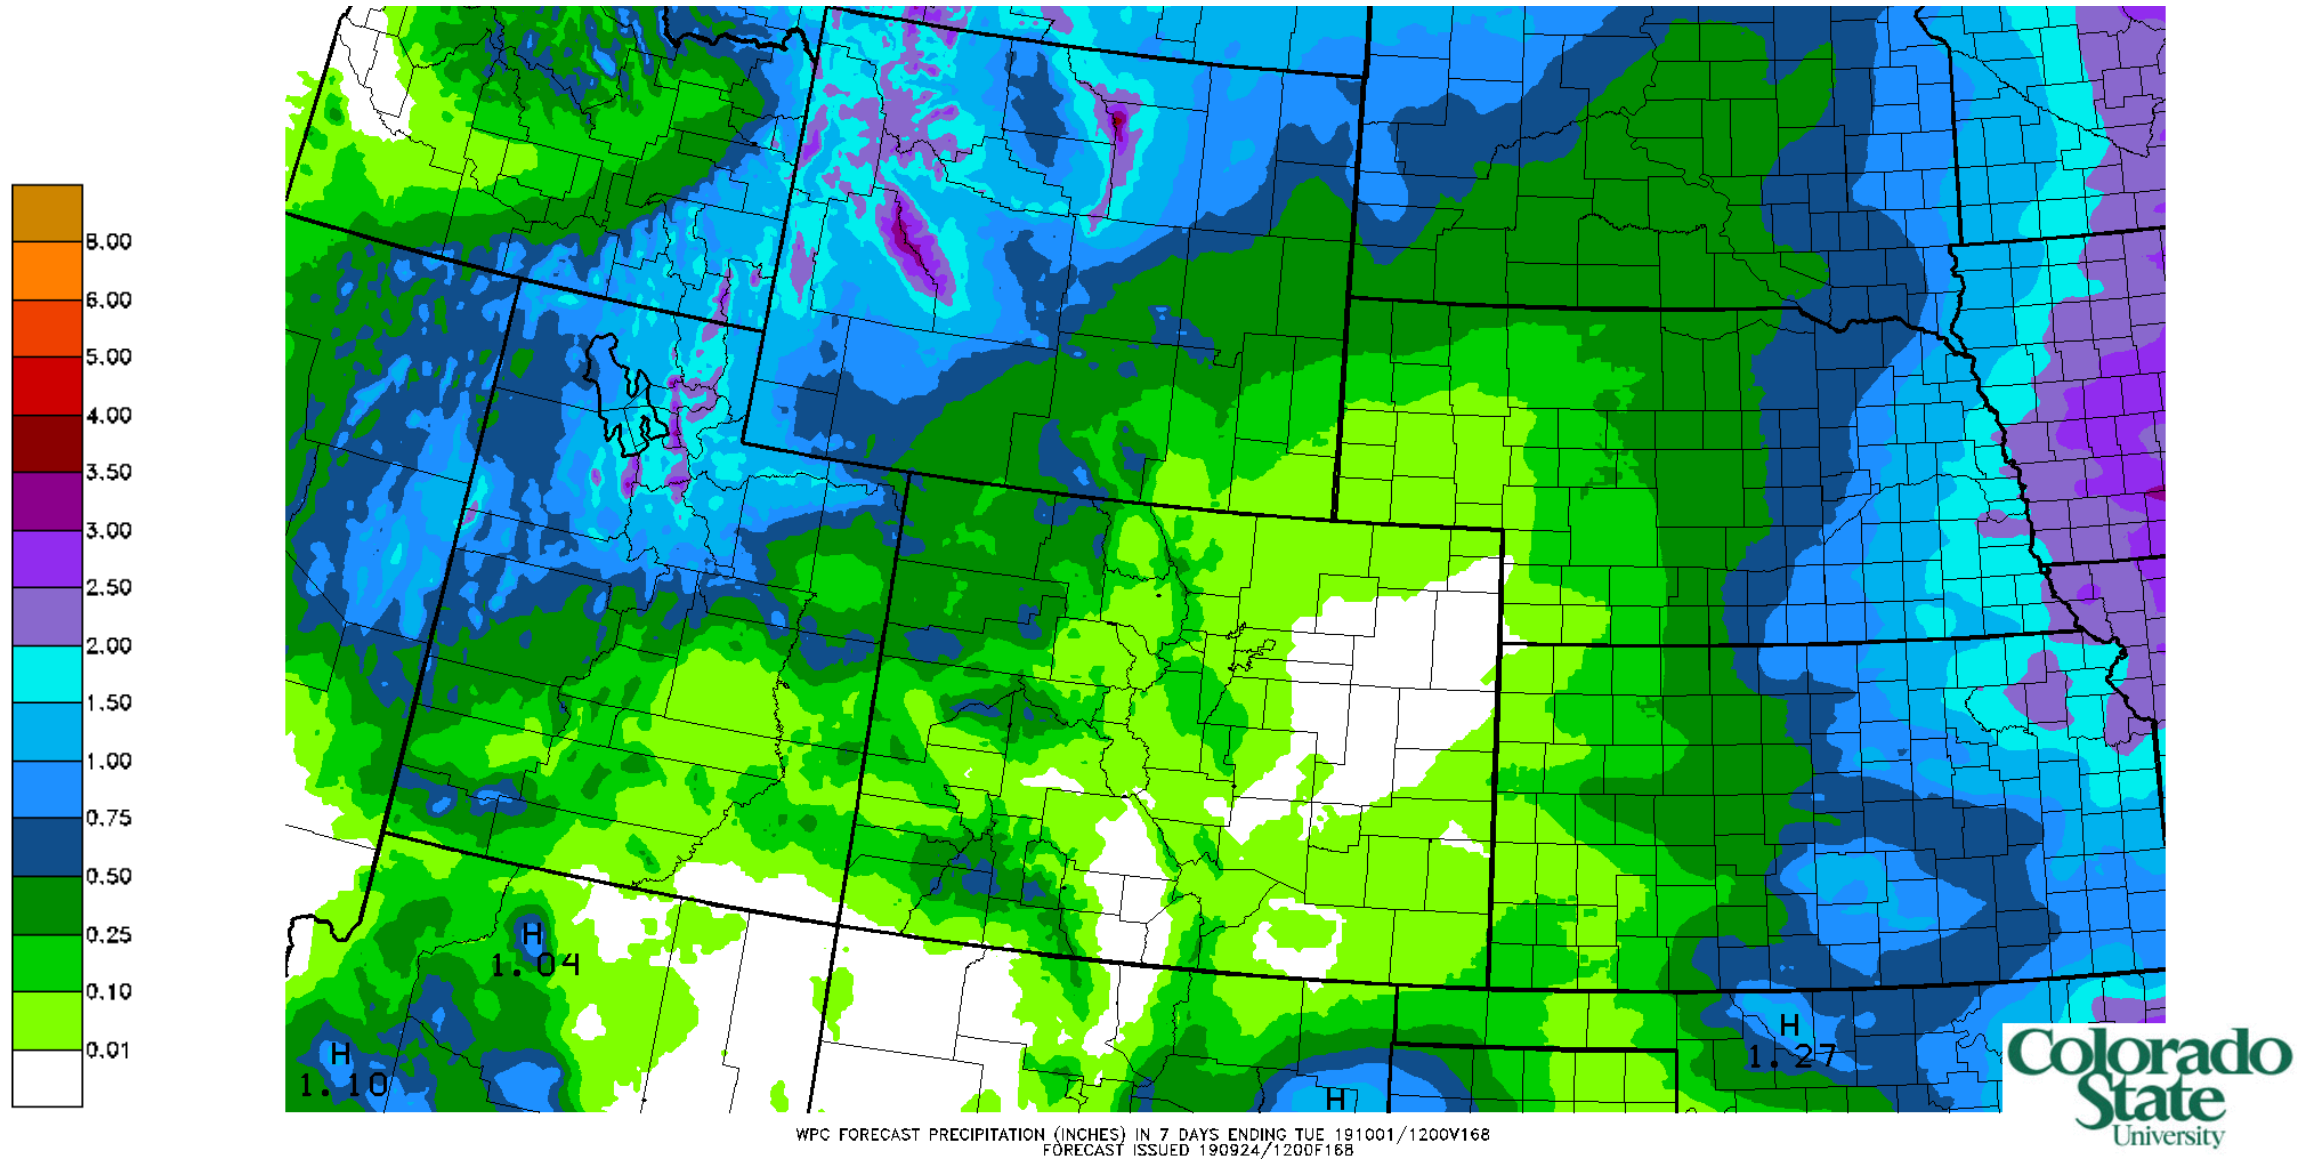 8.00
6.00
5.00
4.00
3.50
3.00
2.50
2.00
1.50
1.00
0.75
0.50
0.25
0.10
0.01
H
1.04
H
1.10
H
1.27
H
Colorado
State
University
WPC FORECAST PRECIPITATION (INCHES) IN 7 DAYS ENDING TUE 191001/1200V168
FORECAST ISSUED 190924/1200F168